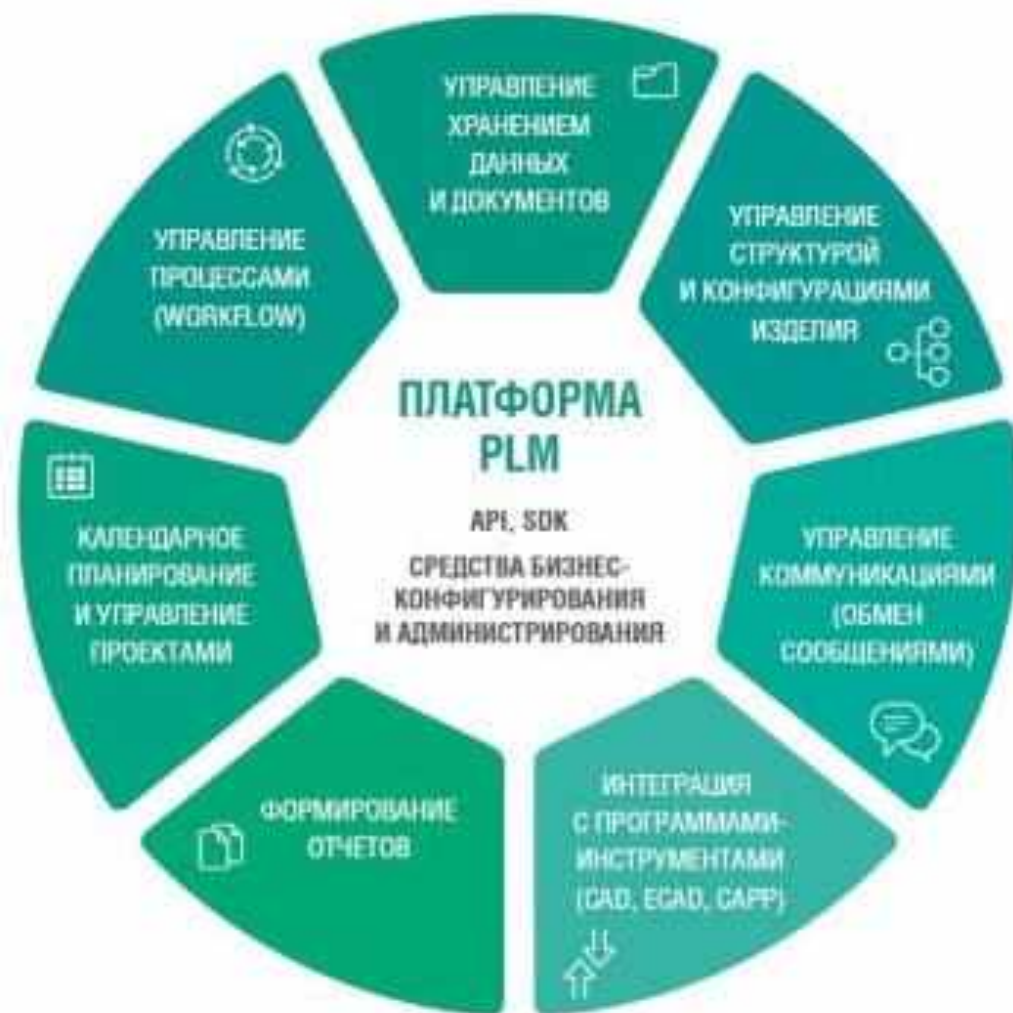 УПРАВЛЕНИЕ
ХРАНЕНИЕМ
ДАННЫХ
И ДОКУМЕНТОВ
УПРАВЛЕНИЕ
СТРУКТУРОЙ
И КОНФИГУРАЦИЯМИ
ИЗДЕЛИЯ
УПРАВЛЕНИЕ
КОММУНИКАЦИЯМИ
(ОБМЕН
СООБЩЕНИЯМИ)
ИНТЕГРАЦИЯ
С ПРОГРАММАМИ-
ИНСТРУМЕНТАМИ
(CAD, ECAD, CAPP)
ФОРМИРОВАНИЕ
ОТЧЕТОВ
КАЛЕНДАРНОЕ
ПЛАНИРОВАНИЕ
И УПРАВЛЕНИЕ
ПРОЕКТАМИ
УПРАВЛЕНИЕ
ПРОЦЕССАМИ
(WORKFLOW)
ПЛАТФОРМА
PLM
API, SDK
СРЕДСТВА БИЗНЕС-
КОНФИГУРИРОВАНИЯ
И АДМИНИСТРИРОВАНИЯ